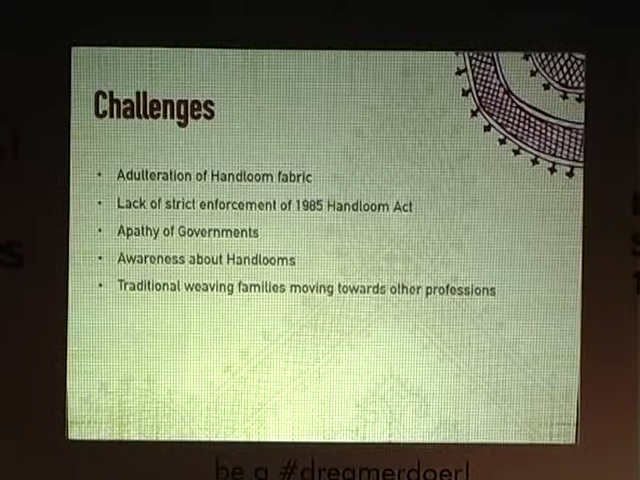 Challenges
• Adulteration of Handloom fabric
• Lack of strict enforcement of 1985 Handloom Act
• Apathy of Governments
• Awareness about Handlooms
• Traditional weaving families moving towards other professions
be a #dreamerdoer!